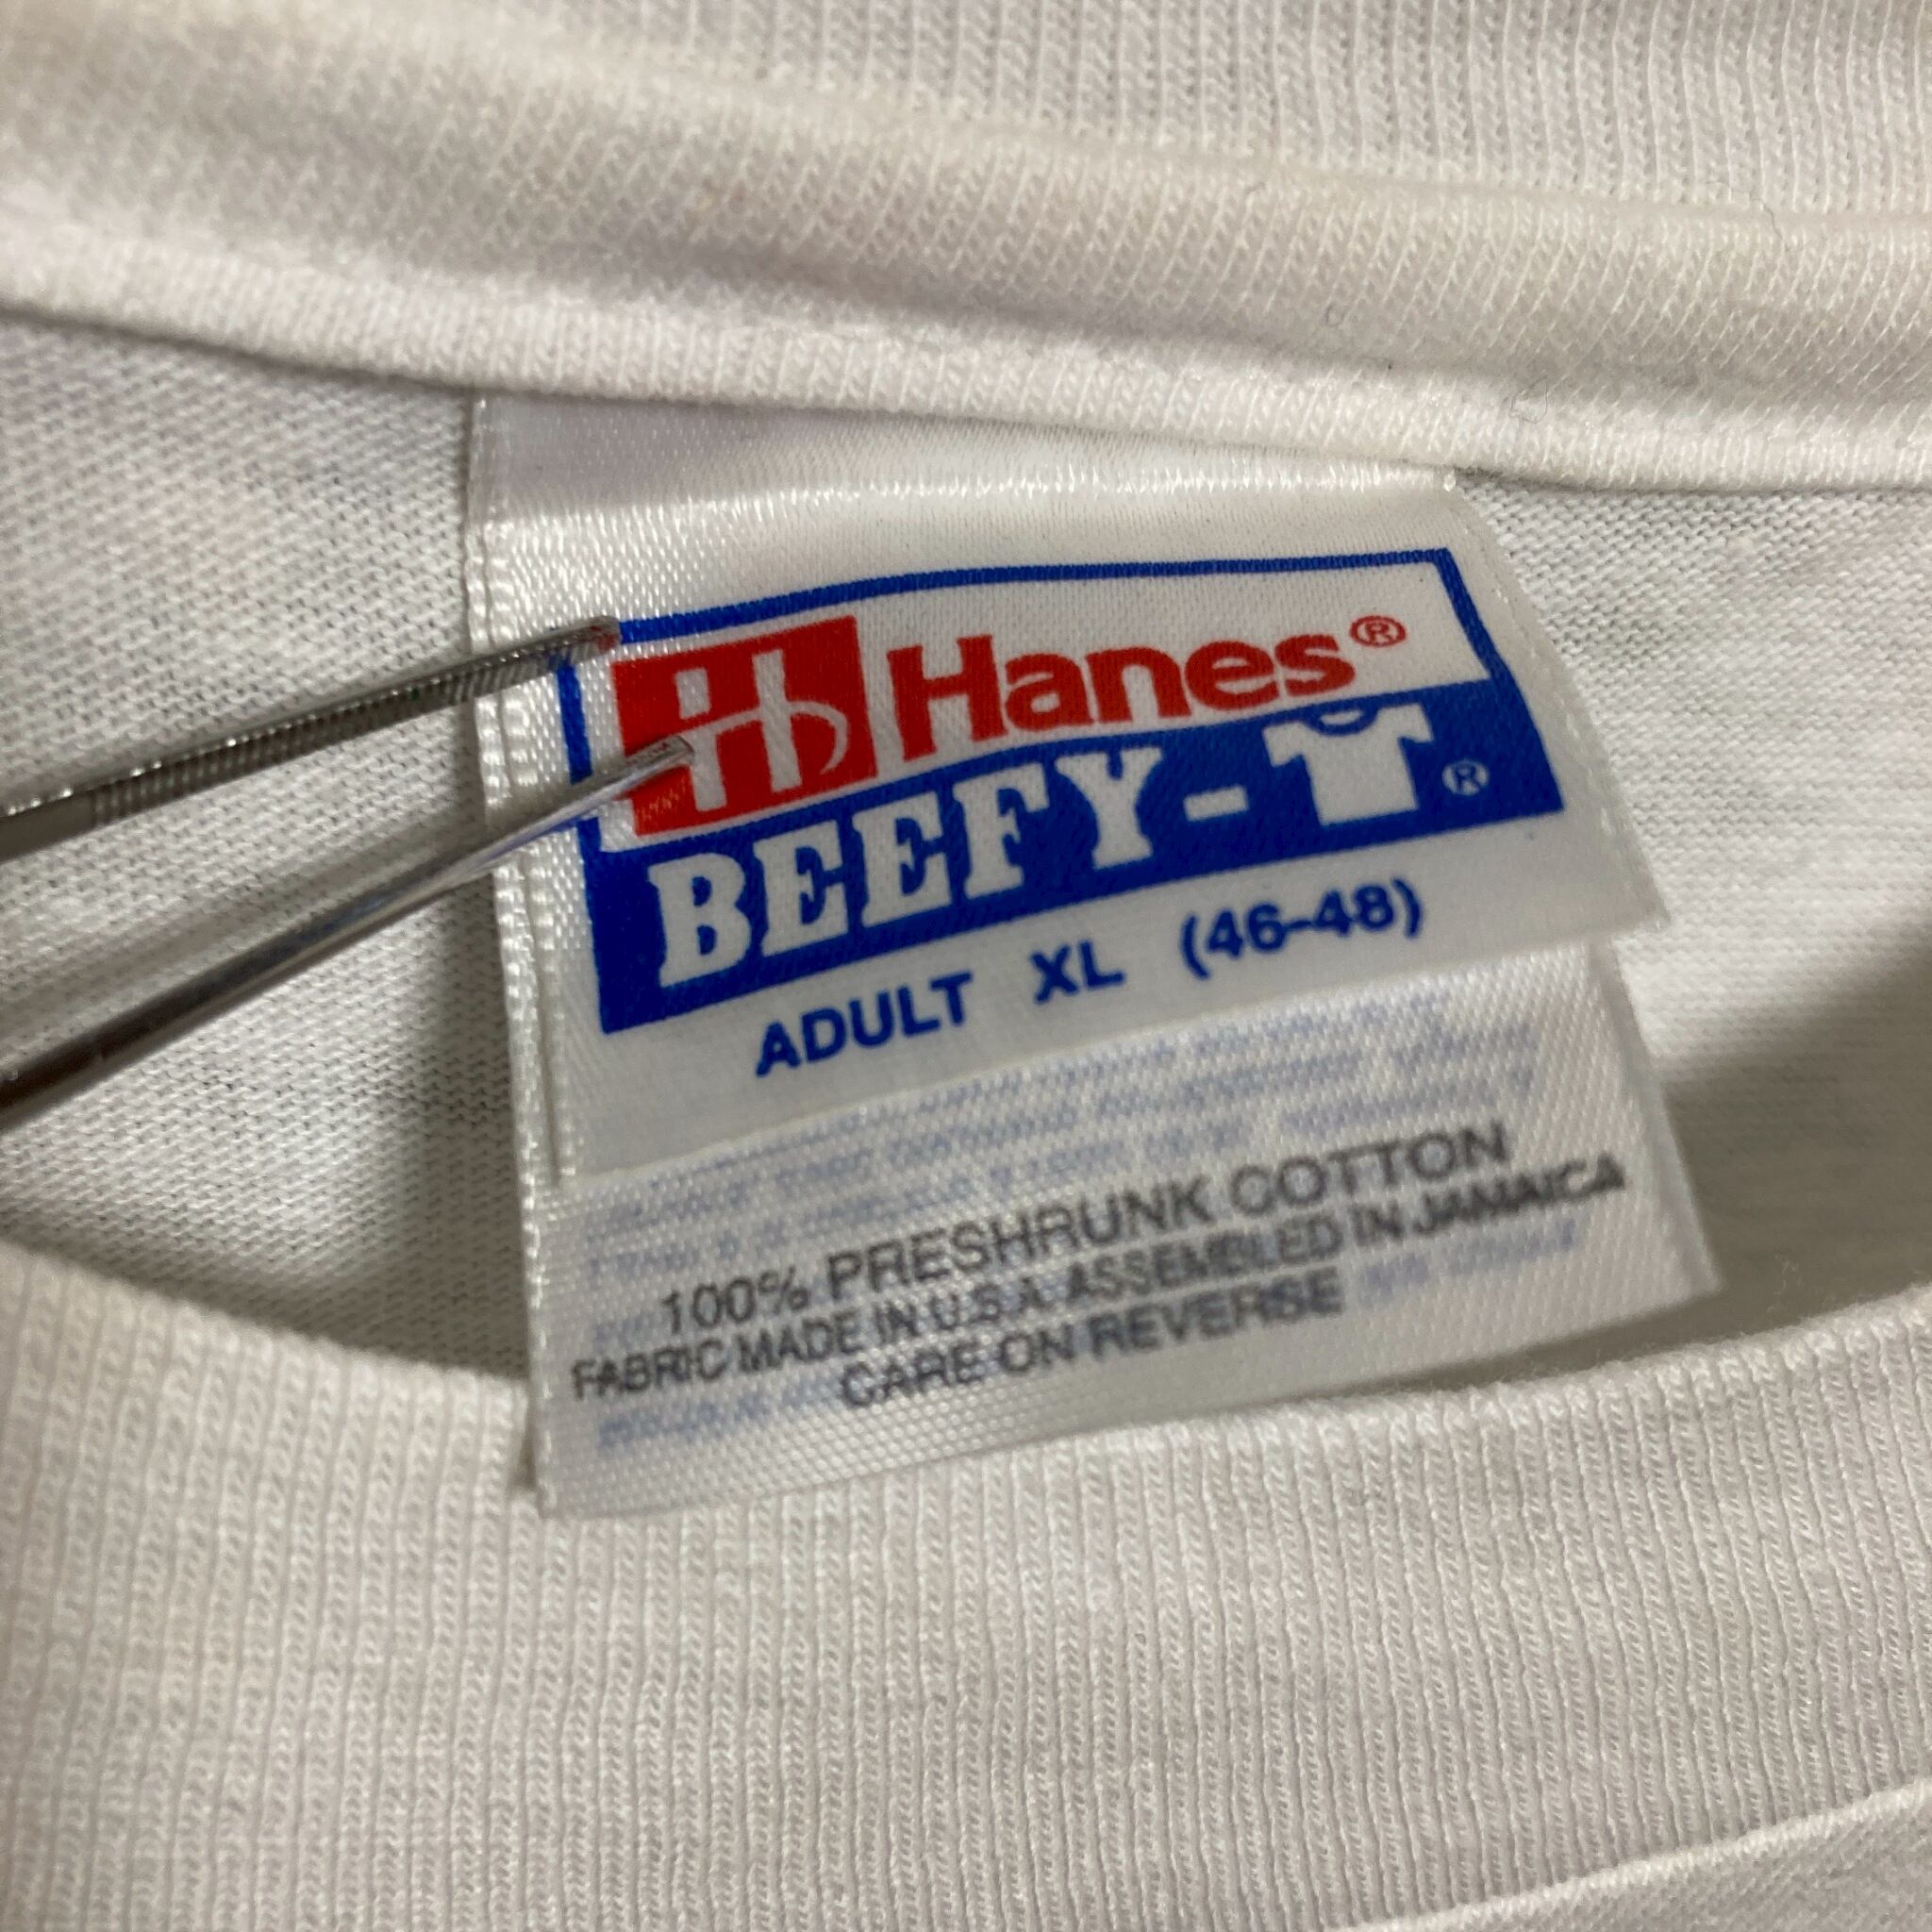 Hanes®
BEEFY-T®
ADULT XL (46-48)
100% PRESHRUNK COTTON
FABRIC MADE IN U.S.A. ASSEMBLED IN JAMAICA
CARE ON REVERSE